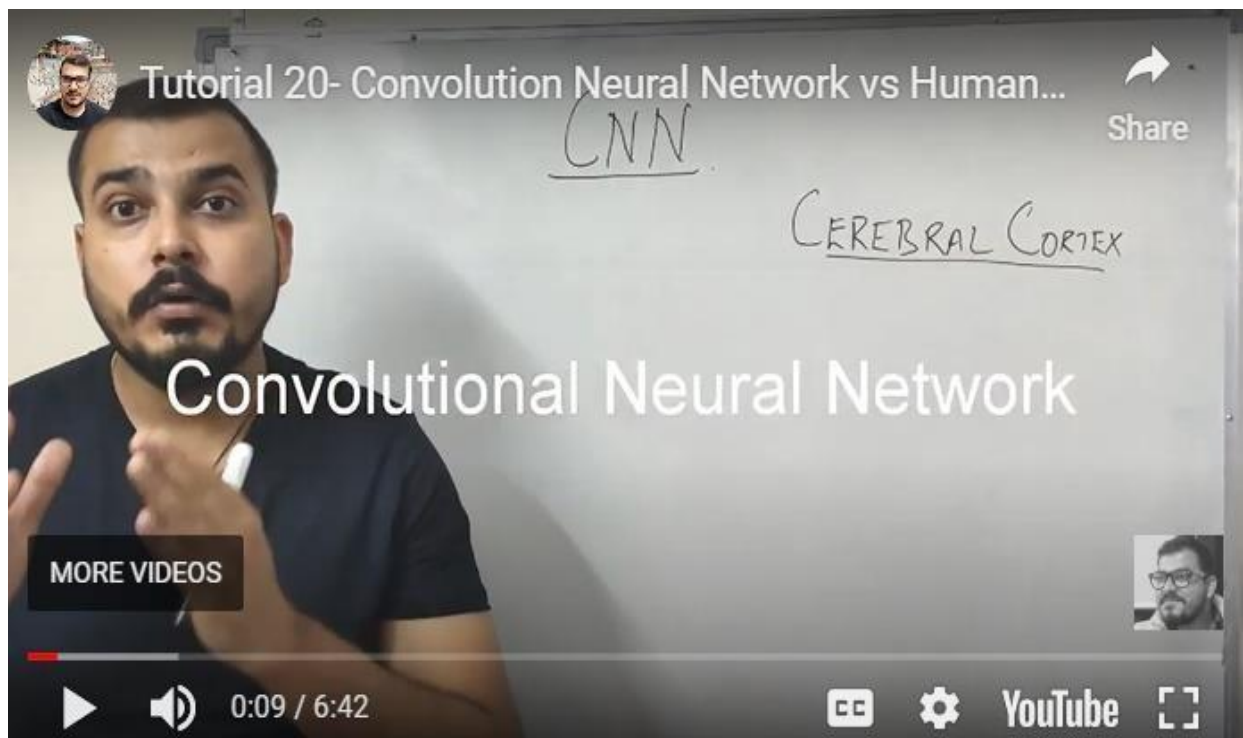 Tutorial 20- Convolution Neural Network vs Human...
Share
CNN
CEREBRAL CORTEX
Convolutional Neural Network
MORE VIDEOS
0:09 / 6:42
CC
YouTube